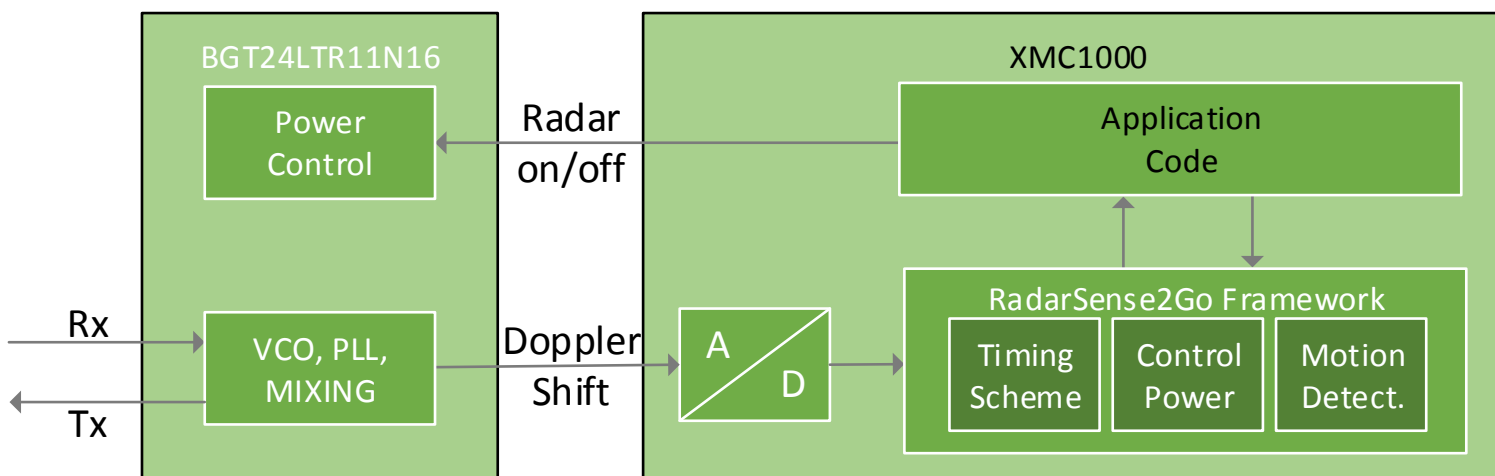 BGT24LTR11N16
Power
Control
Radar
on/off
XMC1000
Application
Code
Rx
Tx
VCO, PLL,
MIXING
Doppler
Shift
A
D
RadarSense2Go Framework
Timing
Scheme
Control
Power
Motion
Detect.